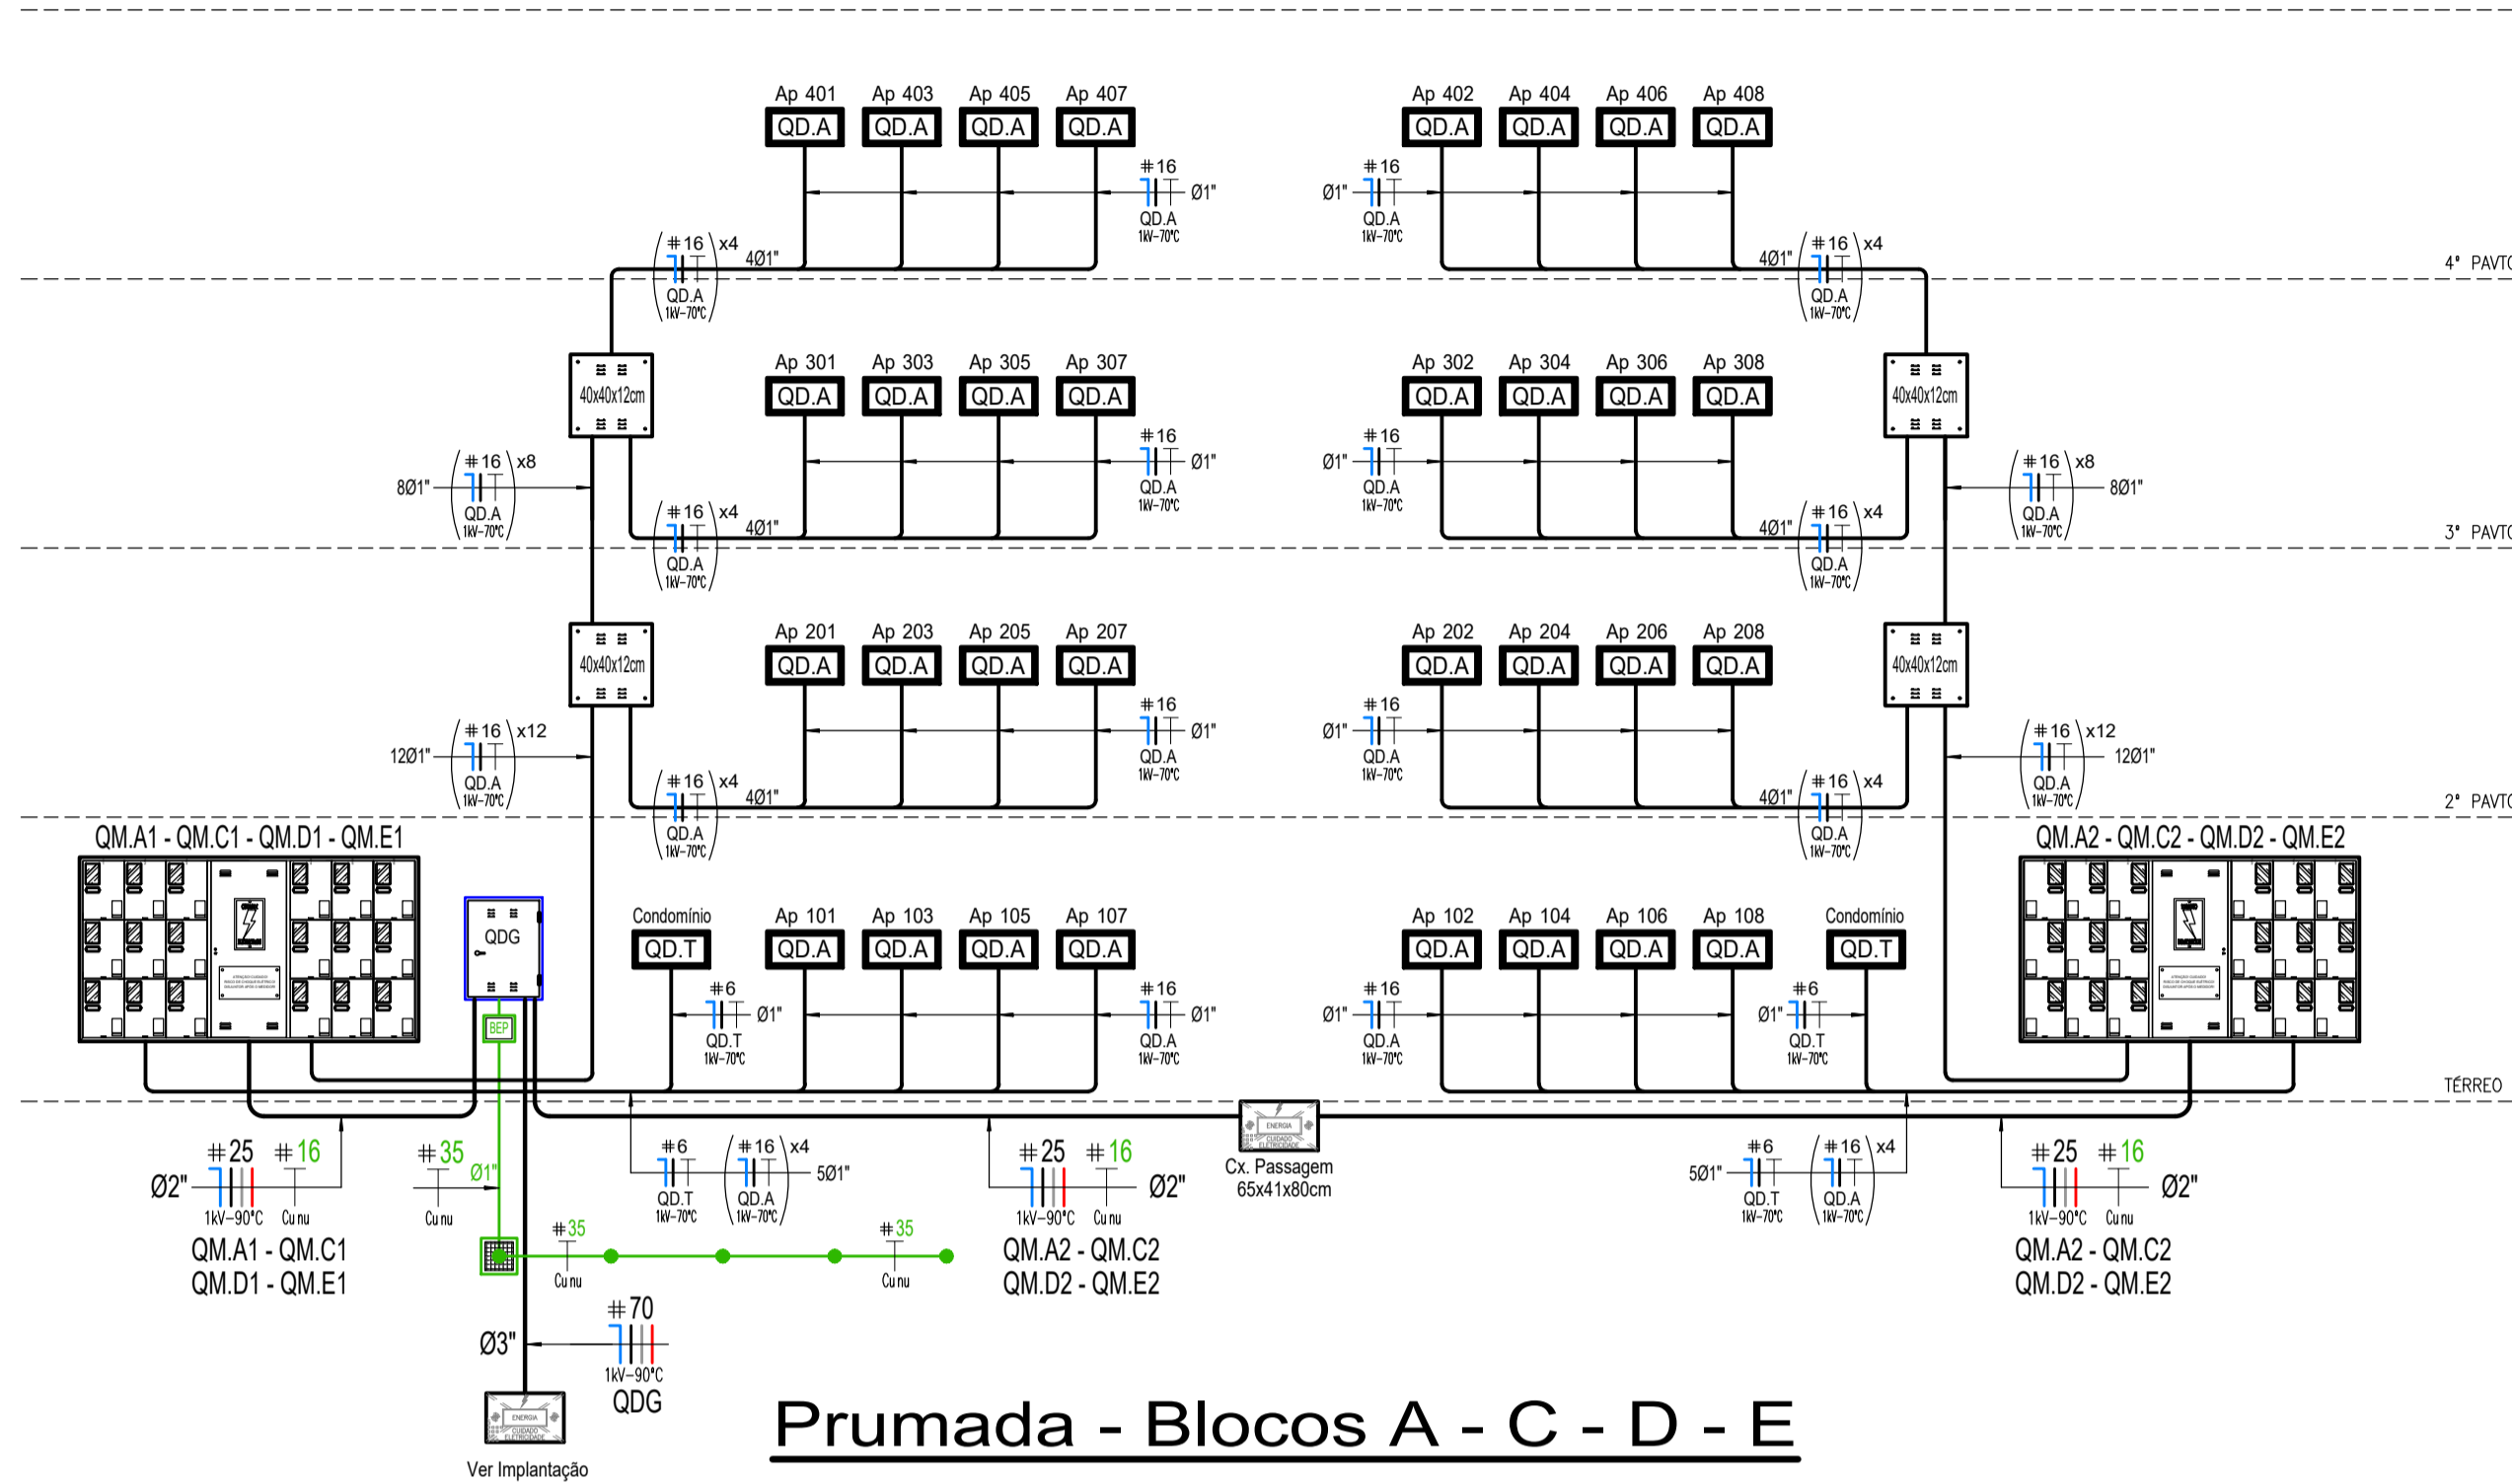 Ap 401 Ap 403 Ap 405 Ap 407 Ap 402 Ap 404 Ap 406 Ap 408
QD.A QD.A QD.A QD.A QD.A QD.A QD.A QD.A
#16 Ø1" Ø1" #16
QD.A QD.A
1kV-70°C 1kV-70°C
(#16)x4 4Ø1" 4Ø1" (#16)x4
QD.A QD.A 4° PAVTO
1kV-70°C 1kV-70°C
Ap 301 Ap 303 Ap 305 Ap 307 Ap 302 Ap 304 Ap 306 Ap 308
40x40x12cm QD.A QD.A QD.A QD.A QD.A QD.A QD.A QD.A 40x40x12cm
#16 Ø1" Ø1" #16
QD.A QD.A
1kV-70°C 1kV-70°C
8Ø1" (#16)x8 (#16)x8 8Ø1"
QD.A QD.A
1kV-70°C 1kV-70°C
(#16)x4 4Ø1" 4Ø1" (#16)x4
QD.A QD.A 3° PAVTO
1kV-70°C 1kV-70°C
Ap 201 Ap 203 Ap 205 Ap 207 Ap 202 Ap 204 Ap 206 Ap 208
40x40x12cm QD.A QD.A QD.A QD.A QD.A QD.A QD.A QD.A 40x40x12cm
#16 Ø1" Ø1" #16
QD.A QD.A
1kV-70°C 1kV-70°C
12Ø1" (#16)x12 (#16)x12 12Ø1"
QD.A QD.A
1kV-70°C 1kV-70°C
(#16)x4 4Ø1" 4Ø1" (#16)x4
QD.A QD.A 2° PAVTO
1kV-70°C 1kV-70°C
QM.A1 - QM.C1 - QM.D1 - QM.E1 QM.A2 - QM.C2 - QM.D2 - QM.E2
Condomínio Ap 101 Ap 103 Ap 105 Ap 107 Ap 102 Ap 104 Ap 106 Ap 108 Condomínio
QDG QD.T QD.A QD.A QD.A QD.A QD.A QD.A QD.A QD.A QD.T
#6 Ø1" #16 Ø1" Ø1" #16 Ø1" #6
QD.T QD.A QD.A QD.T
1kV-70°C 1kV-70°C 1kV-70°C 1kV-70°C
BEP
TÉRREO
ENERGIA
CUIDADO
ELETRICIDADE
Cx. Passagem
65x41x80cm
Ø2" #25 #16
1kV-90°C Cu nu
QM.A1 - QM.C1
QM.D1 - QM.E1
#35 Ø1"
Cu nu
#6 (#16)x4 5Ø1"
QD.T QD.A
1kV-70°C 1kV-70°C
#25 #16 Ø2"
1kV-90°C Cu nu
QM.A2 - QM.C2
QM.D2 - QM.E2
5Ø1" #6 (#16)x4
QD.T QD.A
1kV-70°C 1kV-70°C
#25 #16 Ø2"
1kV-90°C Cu nu
QM.A2 - QM.C2
QM.D2 - QM.E2
#35 #35
Cu nu Cu nu
Ø3" #70
1kV-90°C
QDG
ENERGIA
CUIDADO
ELETRICIDADE
Ver Implantação
Prumada - Blocos A - C - D - E